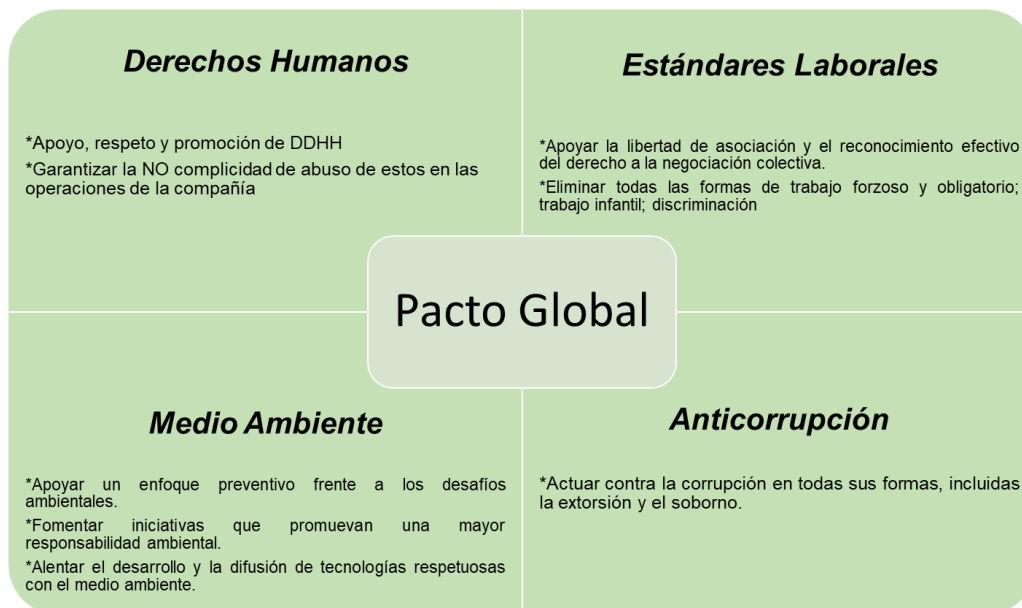 Derechos Humanos
*Apoyo, respeto y promoción de DDHH
*Garantizar la NO complicidad de abuso de estos en las
operaciones de la compañía
Estándares Laborales
*Apoyar la libertad de asociación y el reconocimiento efectivo
del derecho a la negociación colectiva.
*Eliminar todas las formas de trabajo forzoso y obligatorio;
trabajo infantil; discriminación
Pacto Global
Medio Ambiente
*Apoyar un enfoque preventivo frente a los desafíos
ambientales.
*Fomentar iniciativas que promuevan una mayor
responsabilidad ambiental.
*Alentar el desarrollo y la difusión de tecnologías respetuosas
con el medio ambiente.
Anticorrupción
*Actuar contra la corrupción en todas sus formas, incluidas
la extorsión y el soborno.